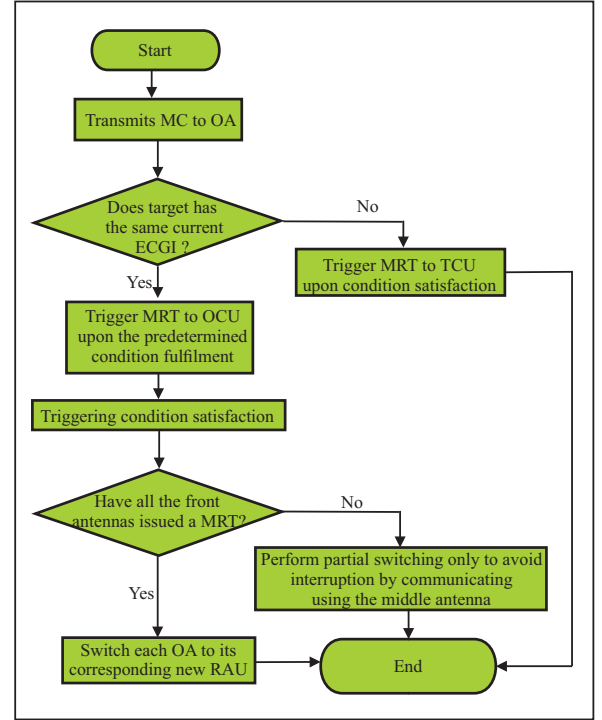 Start
Transmits MC to OA
Does target has
the same current
ECGI ?
No
Trigger MRT to TCU
upon condition satisfaction
Yes
Trigger MRT to OCU
upon the predetermined
condition fulfilment
Triggering condition satisfaction
Have all the front
antennas issued a MRT?
No
Perform partial switching only to avoid
interruption by communicating
using the middle antenna
Yes
Switch each OA to its
corresponding new RAU
End